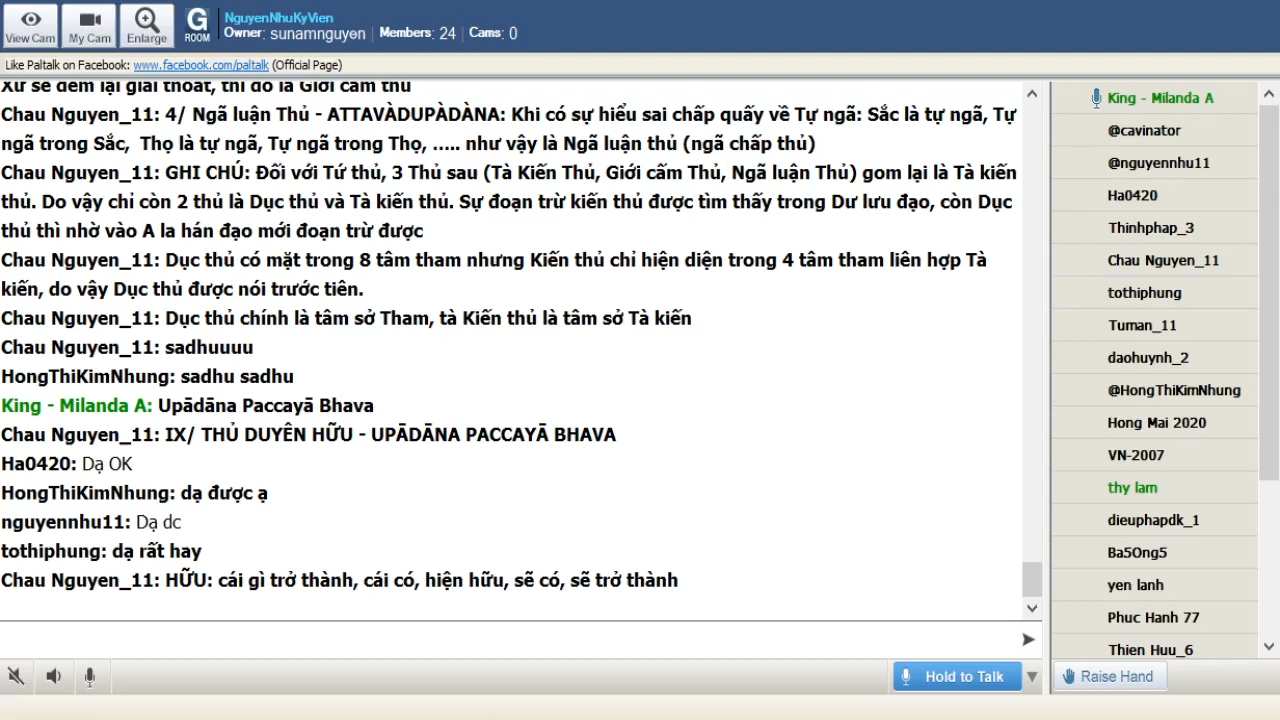 View Cam
My Cam
Enlarge
G
ROOM
NguyenNhuKyVien
Owner: sunamnguyen | Members: 24 | Cams: 0
Like Paltalk on Facebook: www.facebook.com/paltalk (Official Page)
Xử sẽ đem lại giải thoát, thì đó là Giới cấm thủ
Chau Nguyen_11: 4/ Ngã luận Thủ - ATTAVÀDUPÀDÀNA: Khi có sự hiểu sai chấp quấy về Tự ngã: Sắc là tự ngã, Tự
ngã trong Sắc, Thọ là tự ngã, Tự ngã trong Thọ, ….. như vậy là Ngã luận thủ (ngã chấp thủ)
Chau Nguyen_11: GHI CHÚ: Đối với Tứ thủ, 3 Thủ sau (Tà Kiến Thủ, Giới cấm Thủ, Ngã luận Thủ) gom lại là Tà kiến
thủ. Do vậy chỉ còn 2 thủ là Dục thủ và Tà kiến thủ. Sự đoạn trừ kiến thủ được tìm thấy trong Dư lưu đạo, còn Dục
thủ thì nhờ vào A la hán đạo mới đoạn trừ được
Chau Nguyen_11: Dục thủ có mặt trong 8 tâm tham nhưng Kiến thủ chỉ hiện diện trong 4 tâm tham liên hợp Tà
kiến, do vậy Dục thủ được nói trước tiên.
Chau Nguyen_11: Dục thủ chính là tâm sở Tham, tà Kiến thủ là tâm sở Tà kiến
Chau Nguyen_11: sadhuuuu
HongThiKimNhung: sadhu sadhu
King - Milanda A: Upādāna Paccayā Bhava
Chau Nguyen_11: IX/ THỦ DUYÊN HỮU - UPĀDĀNA PACCAYĀ BHAVA
Ha0420: Dạ OK
HongThiKimNhung: dạ được ạ
nguyennhu11: Dạ dc
tothiphung: dạ rất hay
Chau Nguyen_11: HỮU: cái gì trở thành, cái có, hiện hữu, sẽ có, sẽ trở thành
Hold to Talk
King - Milanda A
@cavinator
@nguyennhu11
Ha0420
Thinhphap_3
Chau Nguyen_11
tothiphung
Tuman_11
daohuynh_2
@HongThiKimNhung
Hong Mai 2020
VN-2007
thy lam
dieuphapdk_1
Ba5Ong5
yen lanh
Phuc Hanh 77
Thien Huu_6
Raise Hand